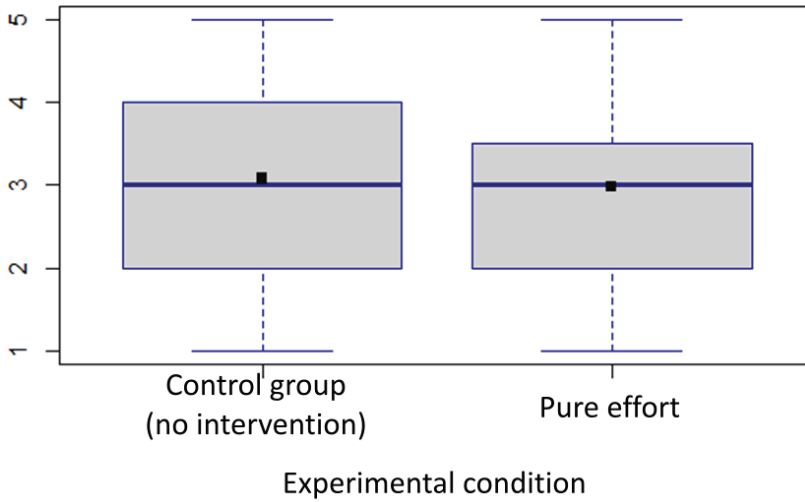 5
4
3
2
1
Control group
(no intervention)
Pure effort
Experimental condition